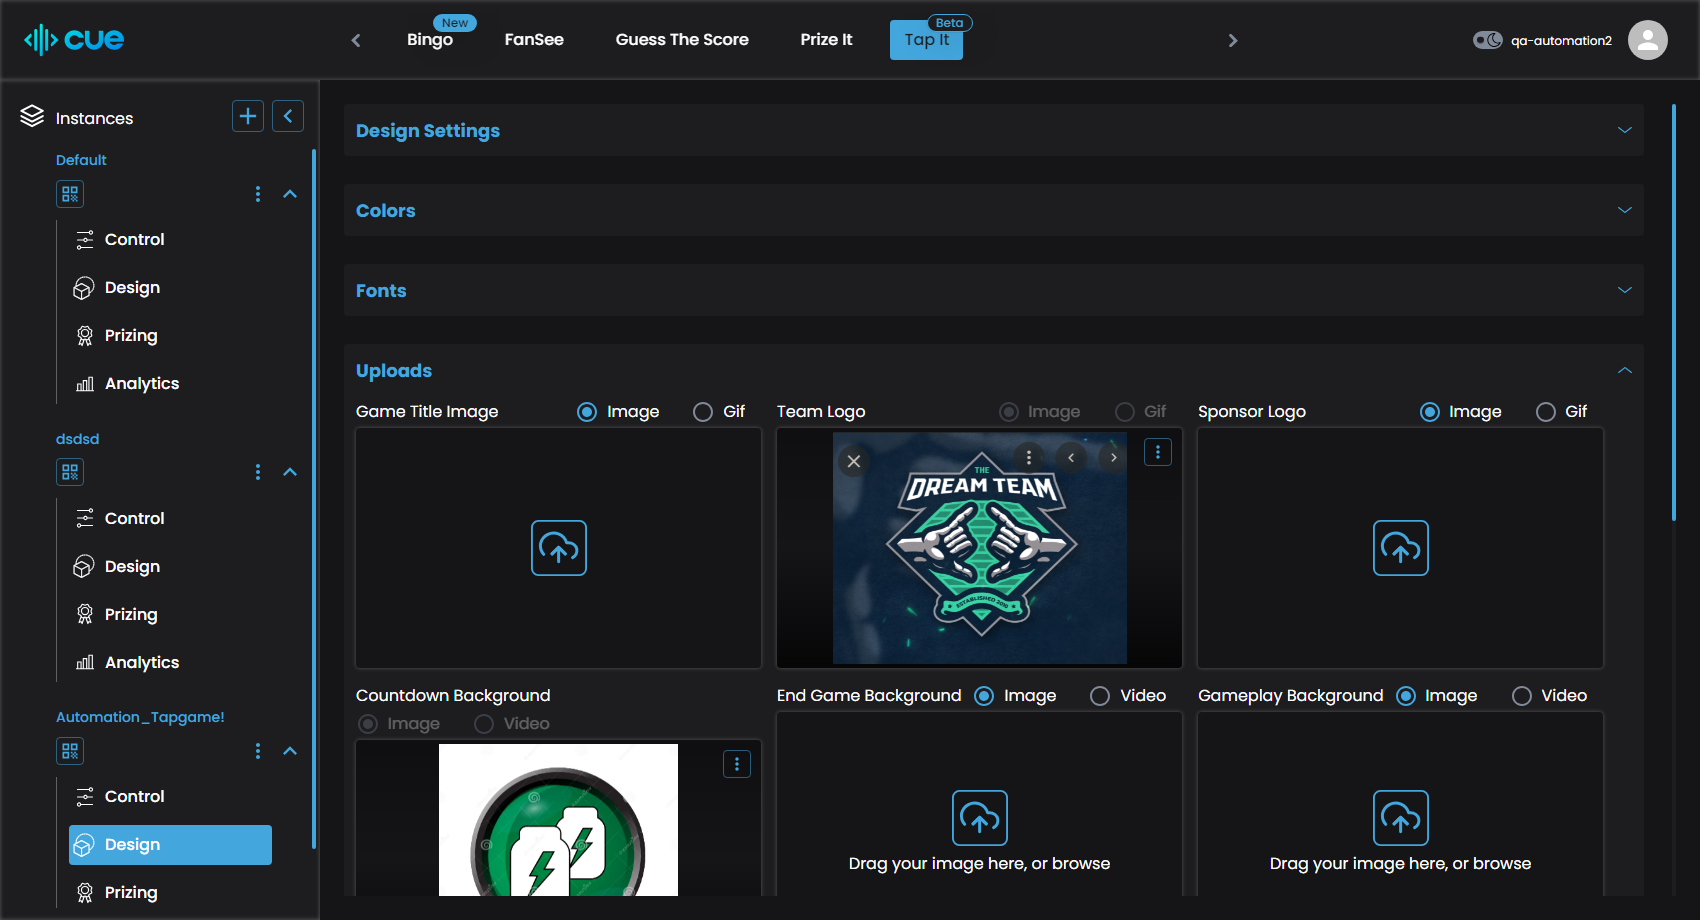 cue
New
Bingo
FanSee
Guess The Score
Prize It
Beta
Tap It
qa-automation2
Instances
Default
Control
Design
Prizing
Analytics
dsdsd
Control
Design
Prizing
Analytics
Automation_Tapgame!
Control
Design
Prizing
Design Settings
Colors
Fonts
Uploads
Game Title Image
Image
Gif
Team Logo
Image
Gif
Sponsor Logo
Image
Gif
THE
DREAM TEAM
ESTABLISHED 2019
Countdown Background
Image
Video
End Game Background
Image
Video
Gameplay Background
Image
Video
Drag your image here, or browse
Drag your image here, or browse